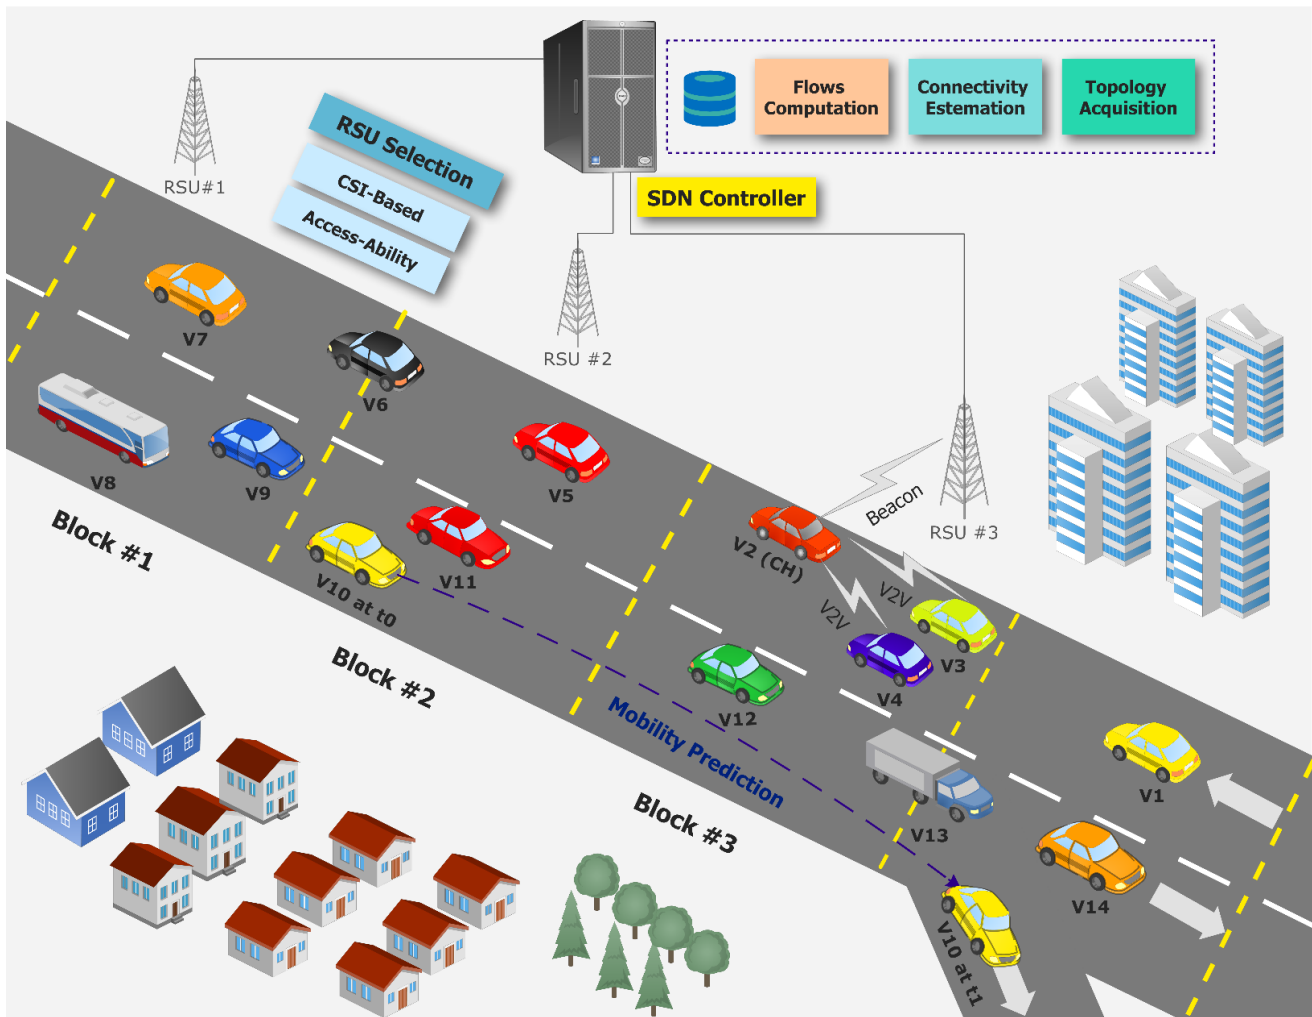 Flows
Computation
Connectivity
Estemation
Topology
Acquisition
SDN Controller
RSU#1
RSU Selection
CSI-Based
Access-Ability
RSU #2
RSU #3
Beacon
V7
V6
V8
V9
V5
V11
V10 at t0
V2 (CH)
V2V
V2V
V3
V4
V12
V1
V13
V14
V10 at t1
Block #1
Block #2
Block #3
Mobility Prediction